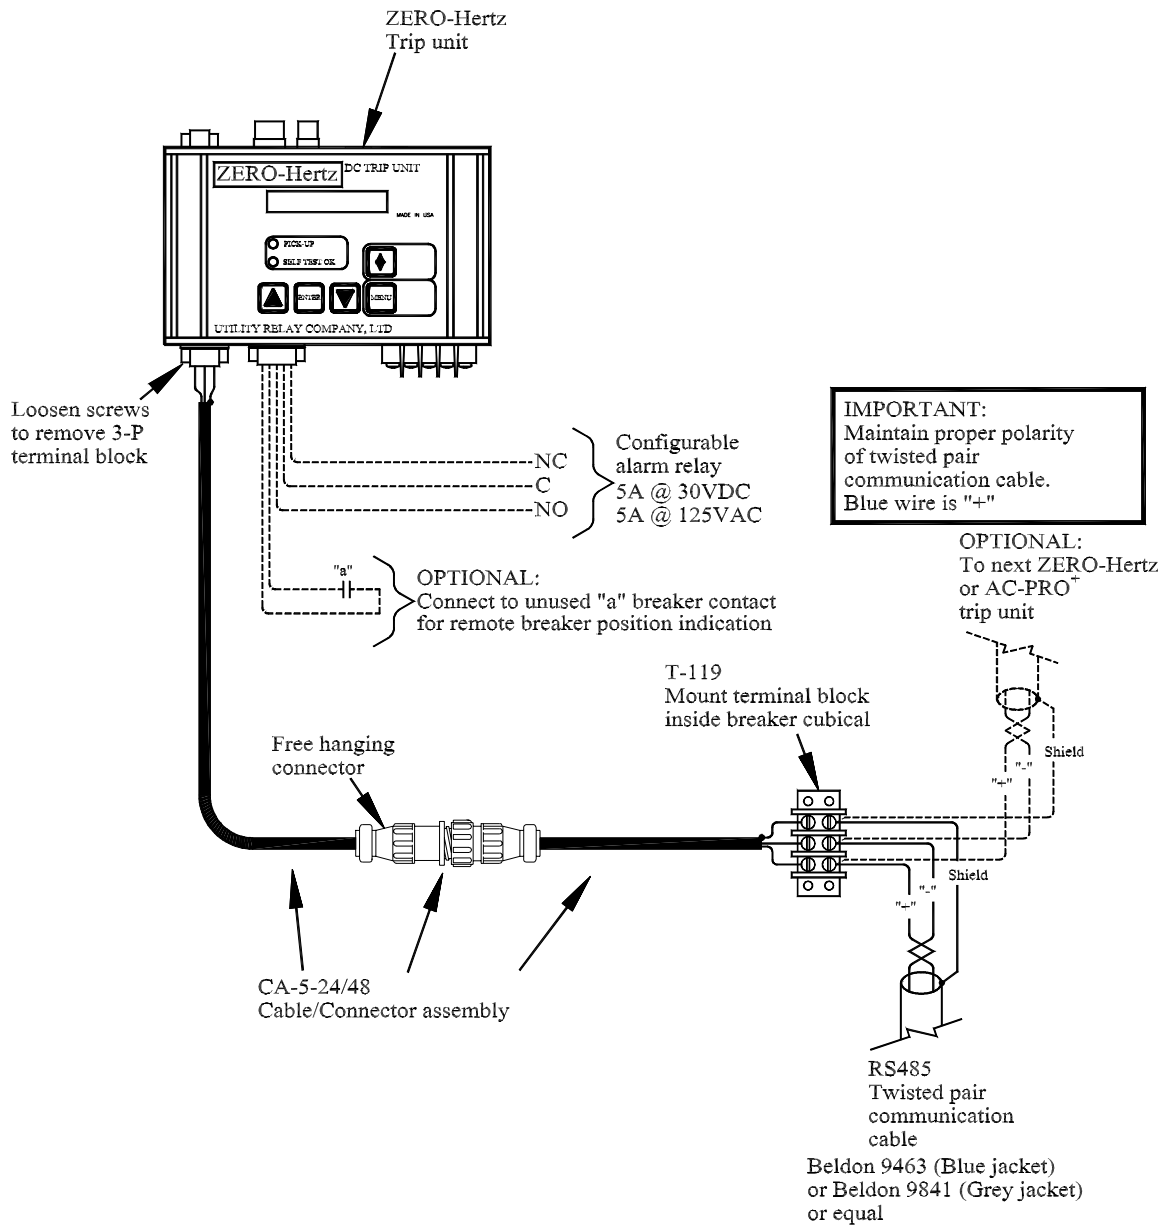 ZERO-Hertz
Trip unit
ZERO-Hertz DC TRIP UNIT
MADE IN USA
PICK-UP
SELF TEST OK
ENTER
MENU
UTILITY RELAY COMPANY, LTD
Loosen screws
to remove 3-P
terminal block
NC
C
NO
Configurable
alarm relay
5A @ 30VDC
5A @ 125VAC
IMPORTANT:
Maintain proper polarity
of twisted pair
communication cable.
Blue wire is "+"
"a"
OPTIONAL:
Connect to unused "a" breaker contact
for remote breaker position indication
OPTIONAL:
To next ZERO-Hertz
or AC-PRO+
trip unit
T-119
Mount terminal block
inside breaker cubical
Free hanging
connector
Shield
"-"
"+"
Shield
"-"
"+"
CA-5-24/48
Cable/Connector assembly
RS485
Twisted pair
communication
cable
Beldon 9463 (Blue jacket)
or Beldon 9841 (Grey jacket)
or equal